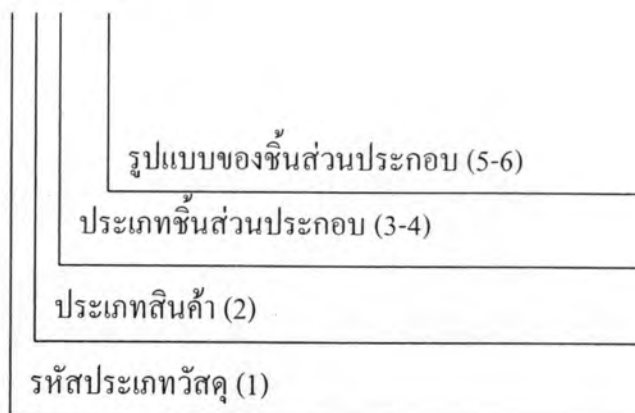 รูปแบบของชิ้นส่วนประกอบ (5-6)
ประเภทชิ้นส่วนประกอบ (3-4)
ประเภทสินค้า (2)
รหัสประเภทวัสดุ (1)